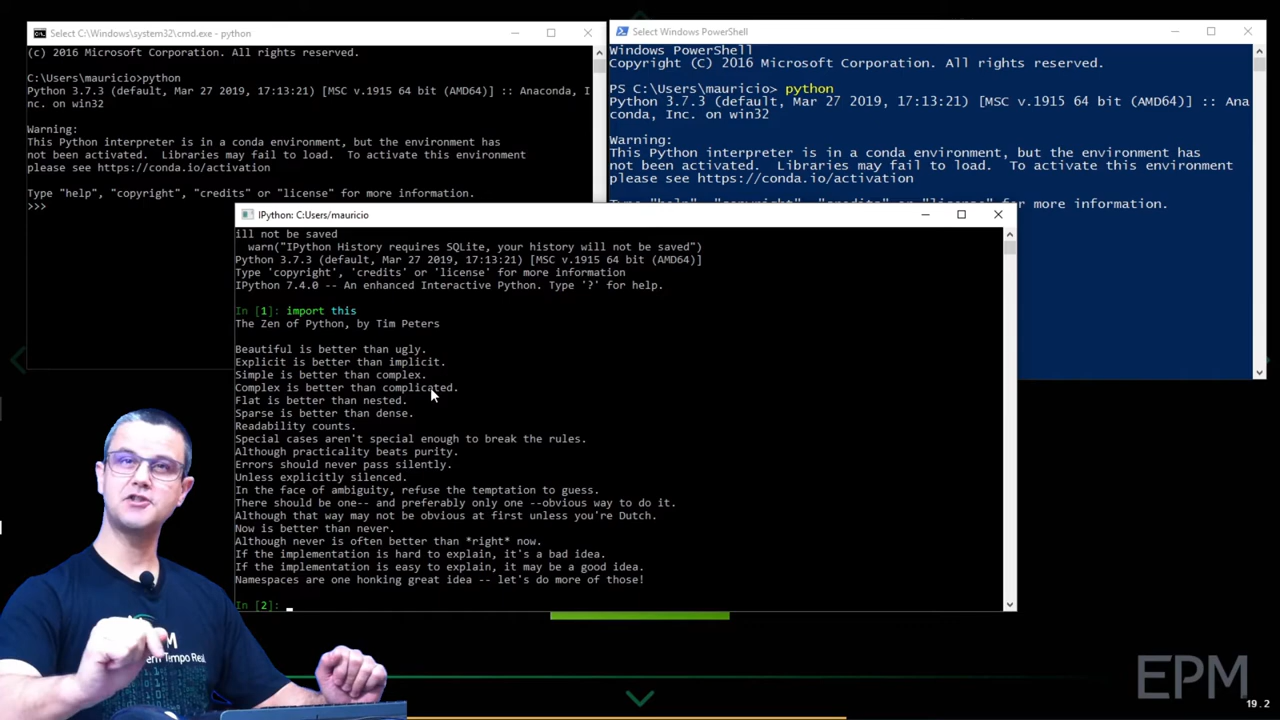 Select C:\Windows\system32\cmd.exe - python
(c) 2016 Microsoft Corporation. All rights reserved.
C:\Users\mauricio>python
Python 3.7.3 (default, Mar 27 2019, 17:13:21) [MSC v.1915 64 bit (AMD64)] :: Anaconda, I
nc. on win32
Warning:
This Python interpreter is in a conda environment, but the environment has
not been activated.  Libraries may fail to load.  To activate this environment
please see https://conda.io/activation
Type "help", "copyright", "credits" or "license" for more information.
>>>
Select Windows PowerShell
Windows PowerShell
Copyright (C) 2016 Microsoft Corporation. All rights reserved.
PS C:\Users\mauricio> python
Python 3.7.3 (default, Mar 27 2019, 17:13:21) [MSC v.1915 64 bit (AMD64)] :: Ana
conda, Inc. on win32
Warning:
This Python interpreter is in a conda environment, but the environment has
not been activated.  Libraries may fail to load.  To activate this environment
please see https://conda.io/activation
Type "help", "copyright", "credits" or "license" for more information.
IPython: C:Users/mauricio
ill not be saved
warn("IPython History requires SQLite, your history will not be saved")
Python 3.7.3 (default, Mar 27 2019, 17:13:21) [MSC v.1915 64 bit (AMD64)]
Type 'copyright', 'credits' or 'license' for more information
IPython 7.4.0 -- An enhanced Interactive Python. Type '?' for help.
In [1]: import this
The Zen of Python, by Tim Peters
Beautiful is better than ugly.
Explicit is better than implicit.
Simple is better than complex.
Complex is better than complicated.
Flat is better than nested.
Sparse is better than dense.
Readability counts.
Special cases aren't special enough to break the rules.
Although practicality beats purity.
Errors should never pass silently.
Unless explicitly silenced.
In the face of ambiguity, refuse the temptation to guess.
There should be one-- and preferably only one --obvious way to do it.
Although that way may not be obvious at first unless you're Dutch.
Now is better than never.
Although never is often better than *right* now.
If the implementation is hard to explain, it's a bad idea.
If the implementation is easy to explain, it may be a good idea.
Namespaces are one honking great idea -- let's do more of those!
In [2]:
Tempo Real
EPM
19.2